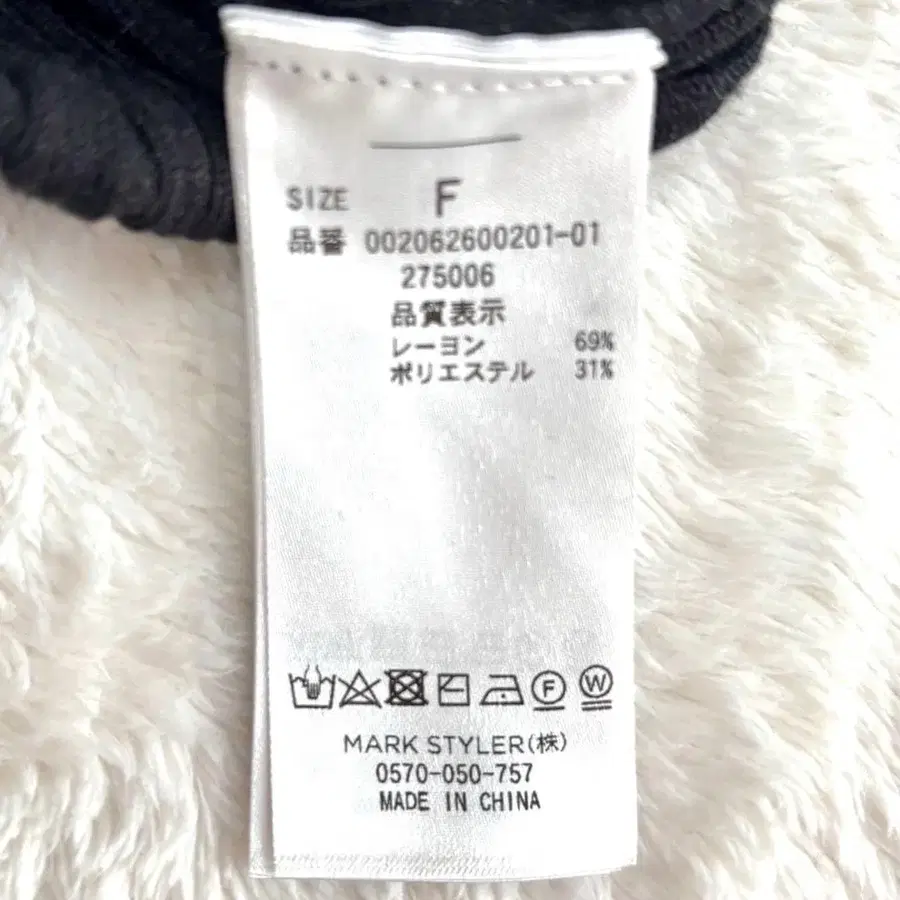 SIZE F
品番 002062600201-01
275006
品質表示
レーヨン 69%
ポリエステル 31%
F W
MARK STYLER(株)
0570-050-757
MADE IN CHINA